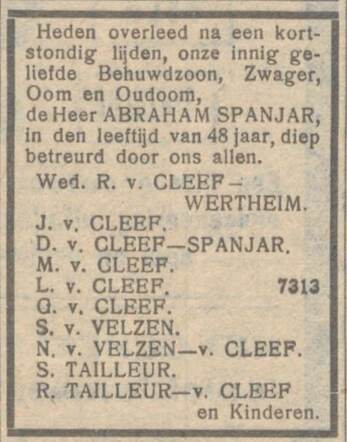 Heden overleed na een kort-
stondig lijden, onze innig ge-
liefde Behuwdzoon, Zwager,
Oom en Oudoom,
de Heer ABRAHAM SPANJAR,
in den leeftijd van 48 jaar, diep
betreurd door ons allen.
Wed. R. v. CLEEF—
WERTHEIM.
J. v. CLEEF.
D. v. CLEEF—SPANJAR.
M. v. CLEEF.
L. v. CLEEF. 7313
G. v. CLEEF.
S. v. VELZEN.
N. v. VELZEN—v. CLEEF.
S. TAILLEUR.
R. TAILLEUR—v. CLEEF
en Kinderen.